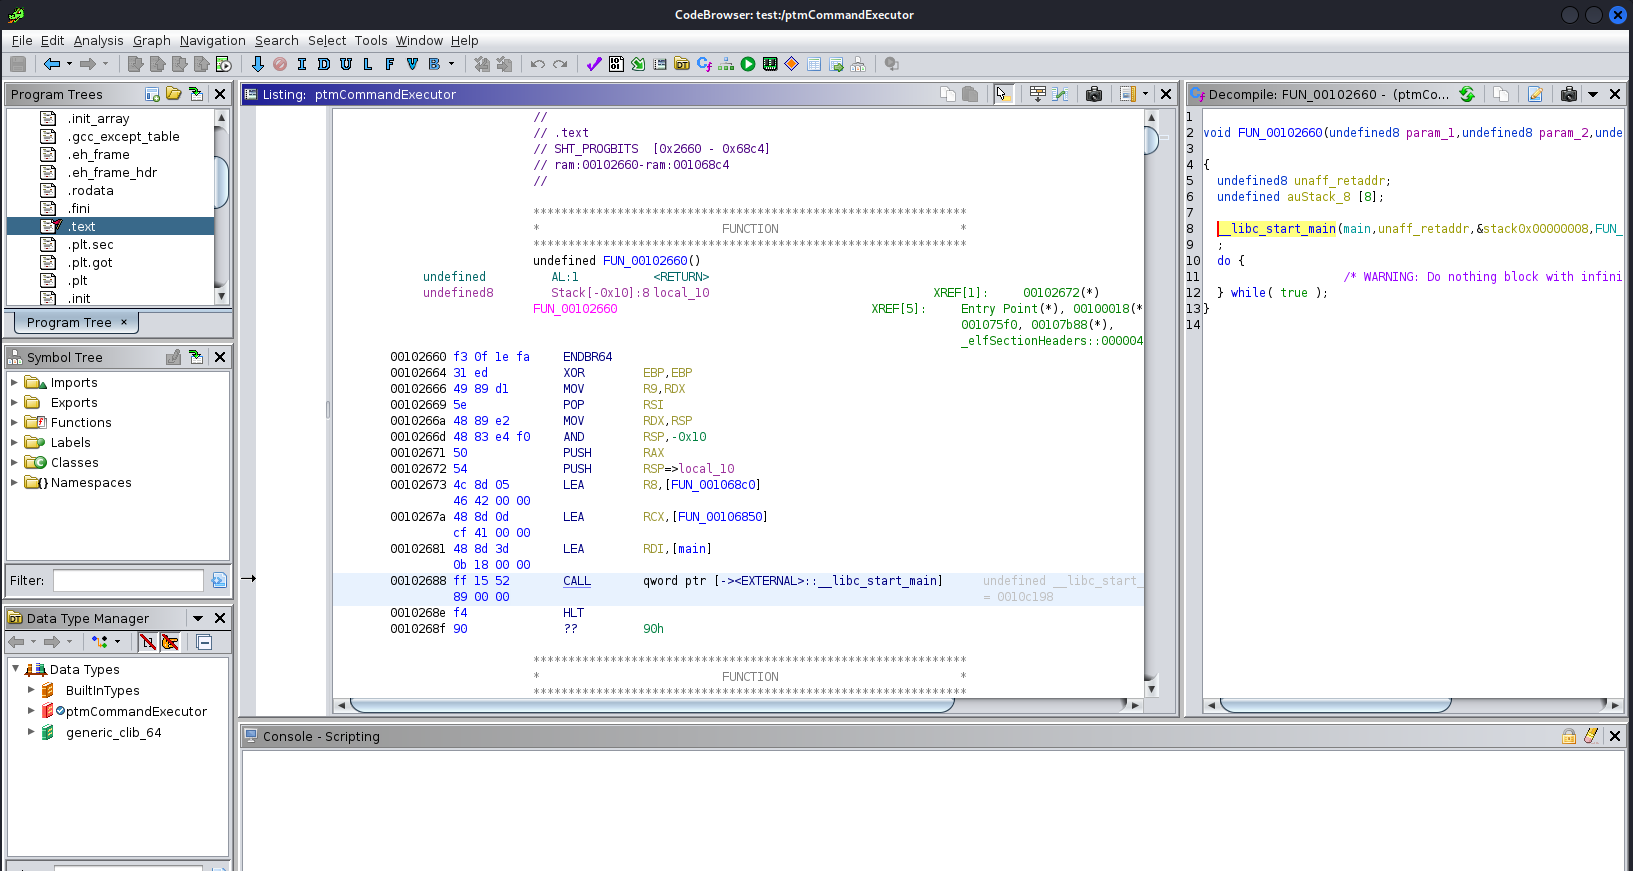 CodeBrowser: test:/ptmCommandExecutor
File Edit Analysis Graph Navigation Search Select Tools Window Help
I D U L F V B
Program Trees
.init_array
.gcc_except_table
.eh_frame
.eh_frame_hdr
.rodata
.fini
.text
.plt.sec
.plt.got
.plt
.init
Program Tree ×
Symbol Tree
Imports
Exports
Functions
Labels
Classes
Namespaces
Filter:
Data Type Manager
Data Types
BuiltInTypes
ptmCommandExecutor
generic_clib_64
Listing: ptmCommandExecutor
//
// .text
// SHT_PROGBITS [0x2660 - 0x68c4]
// ram:00102660-ram:001068c4
//
**************************************************************
* FUNCTION *
**************************************************************
undefined FUN_00102660()
undefined AL:1 <RETURN>
undefined8 Stack[-0x10]:8 local_10 XREF[1]: 00102672(*)
FUN_00102660 XREF[5]: Entry Point(*), 00100018(*
001075f0, 00107b88(*),
_elfSectionHeaders::000004
00102660 f3 0f 1e fa ENDBR64
00102664 31 ed XOR EBP,EBP
00102666 49 89 d1 MOV R9,RDX
00102669 5e POP RSI
0010266a 48 89 e2 MOV RDX,RSP
0010266d 48 83 e4 f0 AND RSP,-0x10
00102671 50 PUSH RAX
00102672 54 PUSH RSP=>local_10
00102673 4c 8d 05 LEA R8,[FUN_001068c0]
46 42 00 00
0010267a 48 8d 0d LEA RCX,[FUN_00106850]
cf 41 00 00
00102681 48 8d 3d LEA RDI,[main]
0b 18 00 00
00102688 ff 15 52 CALL qword ptr [-><EXTERNAL>::__libc_start_main] undefined __libc_start_
89 00 00 = 0010c198
0010268e f4 HLT
0010268f 90 ?? 90h
**************************************************************
* FUNCTION *
**************************************************************
Decompile: FUN_00102660 - (ptmCo...
1
2 void FUN_00102660(undefined8 param_1,undefined8 param_2,unde
3
4 {
5 undefined8 unaff_retaddr;
6 undefined auStack_8 [8];
7
8 __libc_start_main(main,unaff_retaddr,&stack0x00000008,FUN_
9 ;
10 do {
11 /* WARNING: Do nothing block with infini
12 } while( true );
13 }
14
Console - Scripting